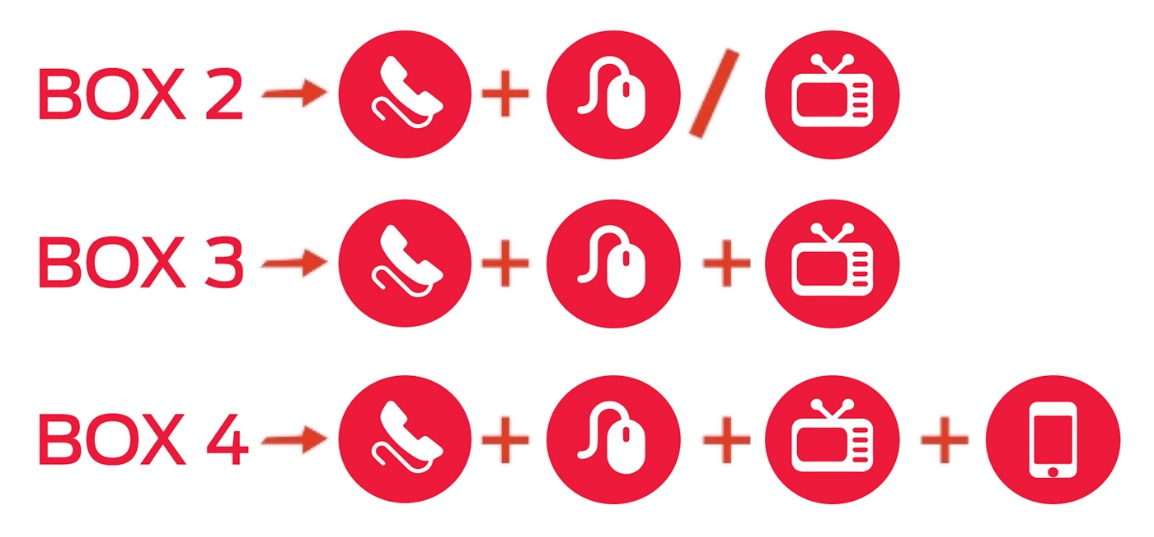 BOX 2 → + /
BOX 3 → + +
BOX 4 → + + +